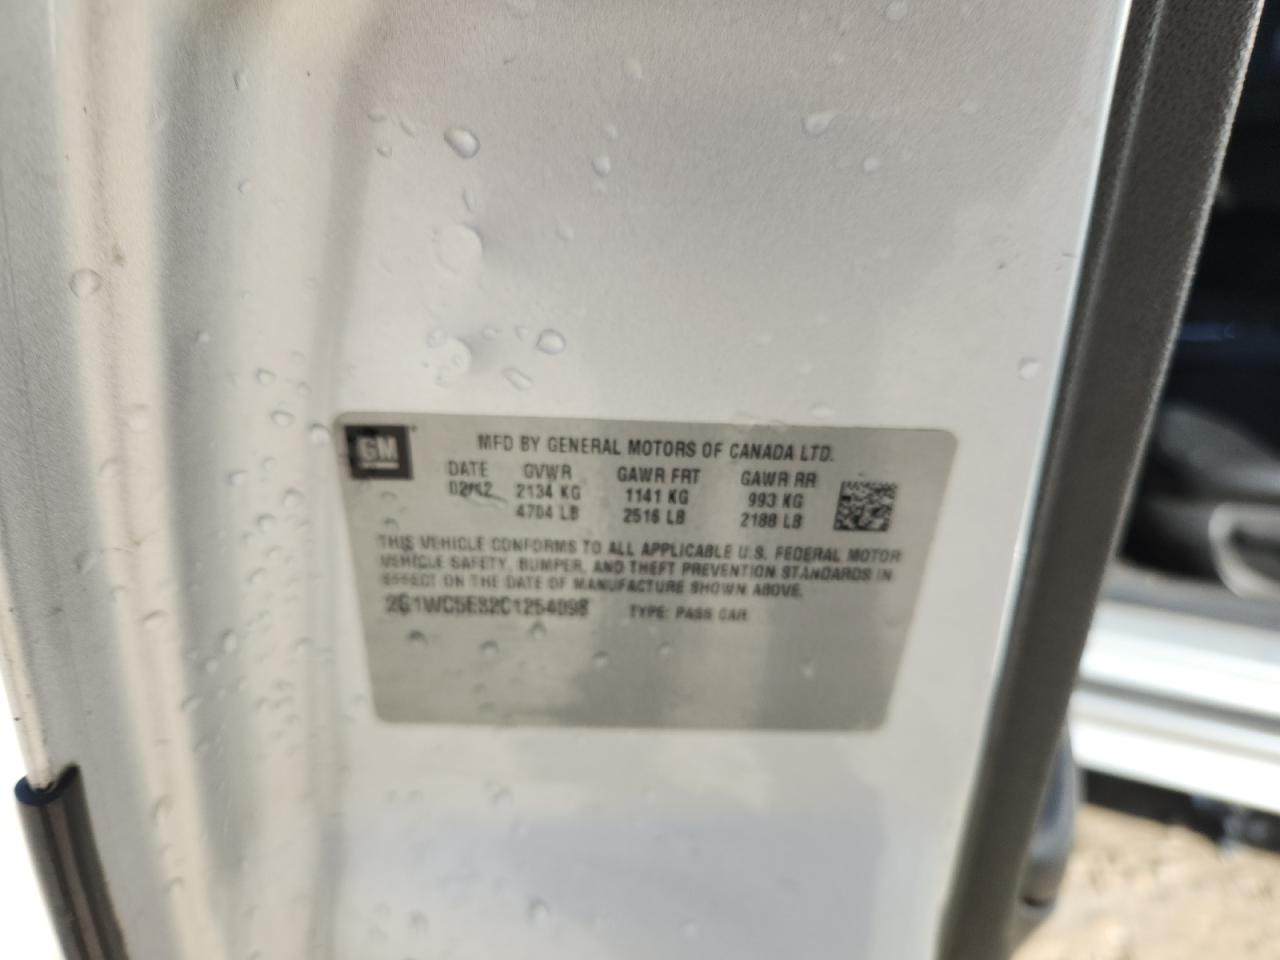 GM
MFD BY GENERAL MOTORS OF CANADA LTD.
DATE GVWR GAWR FRT GAWR RR
02/12 2134 KG 1141 KG 993 KG
4704 LB 2516 LB 2188 LB
THIS VEHICLE CONFORMS TO ALL APPLICABLE U.S. FEDERAL MOTOR
VEHICLE SAFETY, BUMPER, AND THEFT PREVENTION STANDARDS IN
EFFECT ON THE DATE OF MANUFACTURE SHOWN ABOVE.
TYPE: PASS CAR